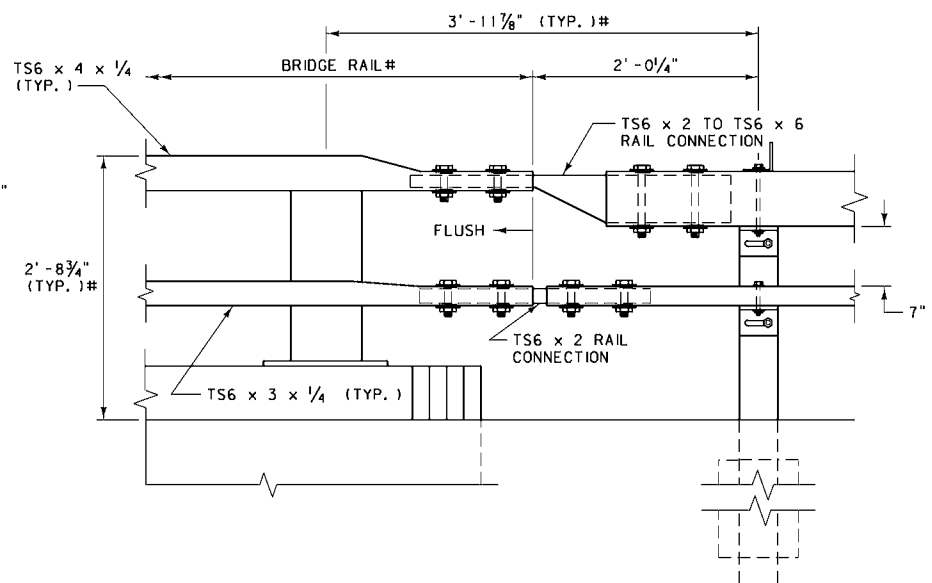 3'-11⅞" (TYP.)#
TS6 x 4 x ¼
(TYP.)
BRIDGE RAIL#
2'-0¼"
TS6 x 2 TO TS6 x 6
RAIL CONNECTION
"
FLUSH
2'-8¾"
(TYP.)#
7"
TS6 x 2 RAIL
CONNECTION
TS6 x 3 x ¼ (TYP.)